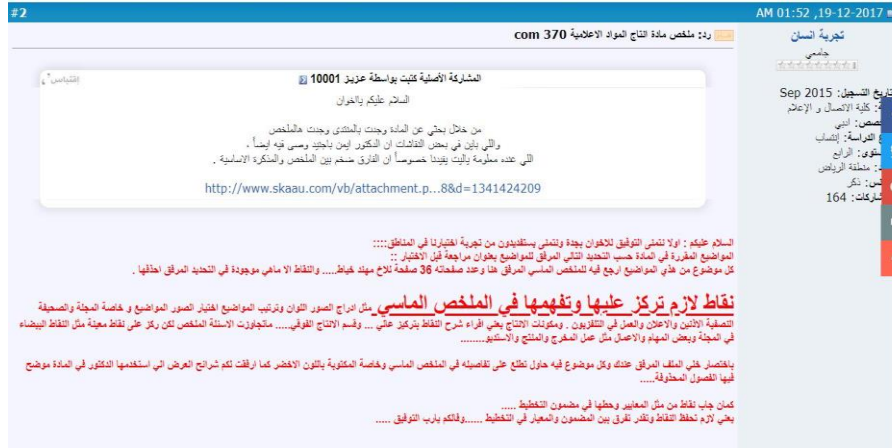 #2
19-12-2017, 01:52 AM
تجربة انسان
جامعي
تاريخ التسجيل: Sep 2015
كلية الاتصال و الإعلام
ادبي
الدراسة: إنتساب
الرابع
منطقة الرياض
ذكر
164
رد: ملخص مادة التاج المواد الاعلامية com 370
اقتباس
المشاركة الأصلية كتبت بواسطة عزيز 10001
السلام عليكم يالخوان
من خلال بحثي عن المادة وجدت بالمنتدى وجدت هالملخص
واللي باين في بعض النقاشات ان الدكتور ايمن باجنيد وصى فيه ايضاً .
اللي عنده معلومة ياليت يفيدنا خصوصاً ان الفارق ضخم بين الملخص والمذكرة الاساسية .
http://www.skaau.com/vb/attachment.p...8&d=1341424209
السلام عليكم : اولا نتمنى التوفيق للاخوان بجدة ونتمنى يستفديون من تجربة اختبارنا في المناطق::::
المواضيع المقررة في المادة حسب التحديد التالي المرفق للمواضيع بعنوان مراجعة قبل الاختبار ::
كل موضوع من هذي المواضيع ارجع فيه للملخص الماسي المرفق هنا وعدد صفحاته 36 صفحة للاخ مهند خياط..... والنقاط الا ماهي موجودة في التحديد المرفق احذفها .
نقاط لازم تركز عليها وتفهمها في الملخص الماسي مثل ادراج الصور اللوان وترتيب المواضيع اختيار الصور المواضيع و خاصة المجلة والصحيفة
النصفية الاذنين والاعلان والعمل في التلفزيون . ومكونات الانتاج يعني اقراء شرح النقاط بتركيز عالي ... وقسم الانتاج الفوقي..... ماتجاوزت الاسئلة الملخص لكن ركز على نقاط معينة مثل النقاط البيضاء
في المجلة وبعض المهام والاعمال مثل عمل المخرج والمنتج والاستديو........
باختصار خلي الملف المرفق عندك وكل موضوع فيه حاول تطلع على تفاصيله في الملخص الماسي وخاصة المكتوبة باللون الاخضر كما ارفقت لكم شرائح العرض الي استخدمها الدكتور في المادة موضح
فيها الفصول المحذوفة.....
كمان جاب نقاط من مثل المعايير وحطها في مضمون التخطيط .....
يعني لازم تحفظ النقاط وتقدر تفرق بين المضمون والمعيار في التخطيط ......وفالكم يارب التوفيق .....